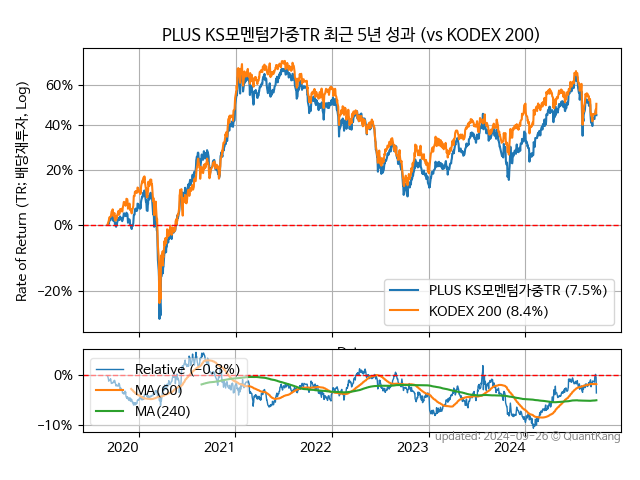 PLUS KS모멘텀가중TR 최근 5년 성과 (vs KODEX 200)
Rate of Return (TR: 배당재투자, Log)
60%
40%
20%
0%
−20%
PLUS KS모멘텀가중TR (7.5%)
KODEX 200 (8.4%)
0%
−10%
Relative (−0.8%)
MA(60)
MA(240)
2020 2021 2022 2023 2024
updated: 2024-09-26 © QuantKang